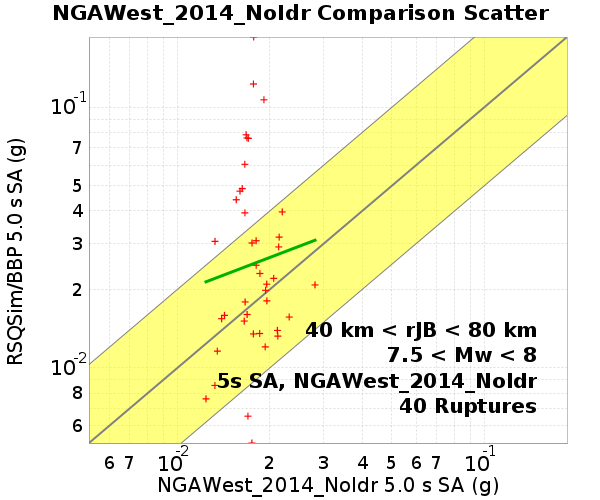 NGAWest_2014_NoIdr Comparison Scatter
RSQSim/BBP 5.0 s SA (g)
10-1
7
5
4
3
2
10-2
8
6
40 km < rJB < 80 km
7.5 < Mw < 8
5s SA, NGAWest_2014_NoIdr
40 Ruptures
6 7 10-2 2 3 4 5 6 7 10-1
NGAWest_2014_NoIdr 5.0 s SA (g)